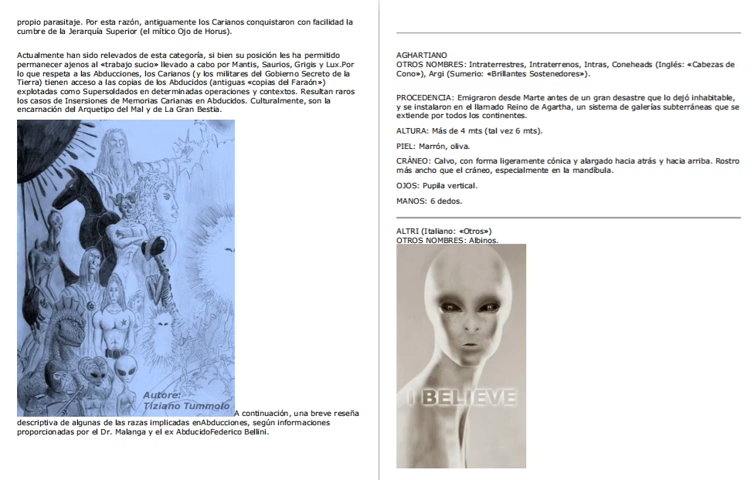 propio parasitaje. Por esta razón, antiguamente los Carianos conquistaron con facilidad la
cumbre de la Jerarquía Superior (el mítico Ojo de Horus).
Actualmente han sido relevados de esta categoría, si bien su posición les ha permitido
permanecer ajenos al «trabajo sucio» llevado a cabo por Mantis, Saurios, Grigis y Lux.Por
lo que respeta a las Abducciones, los Carianos (y los militares del Gobierno Secreto de la
Tierra) tienen acceso a las copias de los Abducidos (antiguas «copias del Faraón»)
explotadas como Supersoldados en determinadas operaciones y contextos. Resultan raros
los casos de Insersiones de Memorias Carianas en Abducidos. Culturalmente, son la
encarnación del Arquetipo del Mal y de La Gran Bestia.
Autore:
Tiziano Tummolo
A continuación, una breve reseña
descriptiva de algunas de las razas implicadas enAbducciones, según informaciones
proporcionadas por el Dr. Malanga y el ex AbducidoFederico Bellini.
AGHARTIANO
OTROS NOMBRES: Intraterrestres, Intraterrenos, Intras, Coneheads (Inglés: «Cabezas de
Cono»), Argi (Sumerio: «Brillantes Sostenedores»).
PROCEDENCIA: Emigraron desde Marte antes de un gran desastre que lo dejó inhabitable,
y se instalaron en el llamado Reino de Agartha, un sistema de galerías subterráneas que se
extiende por todos los continentes.
ALTURA: Más de 4 mts (tal vez 6 mts).
PIEL: Marrón, oliva.
CRÁNEO: Calvo, con forma ligeramente cónica y alargado hacia atrás y hacia arriba. Rostro
más ancho que el cráneo, especialmente en la mandíbula.
OJOS: Pupila vertical.
MANOS: 6 dedos.
ALTRI (Italiano: «Otros»)
OTROS NOMBRES: Albinos.
I BELIEVE